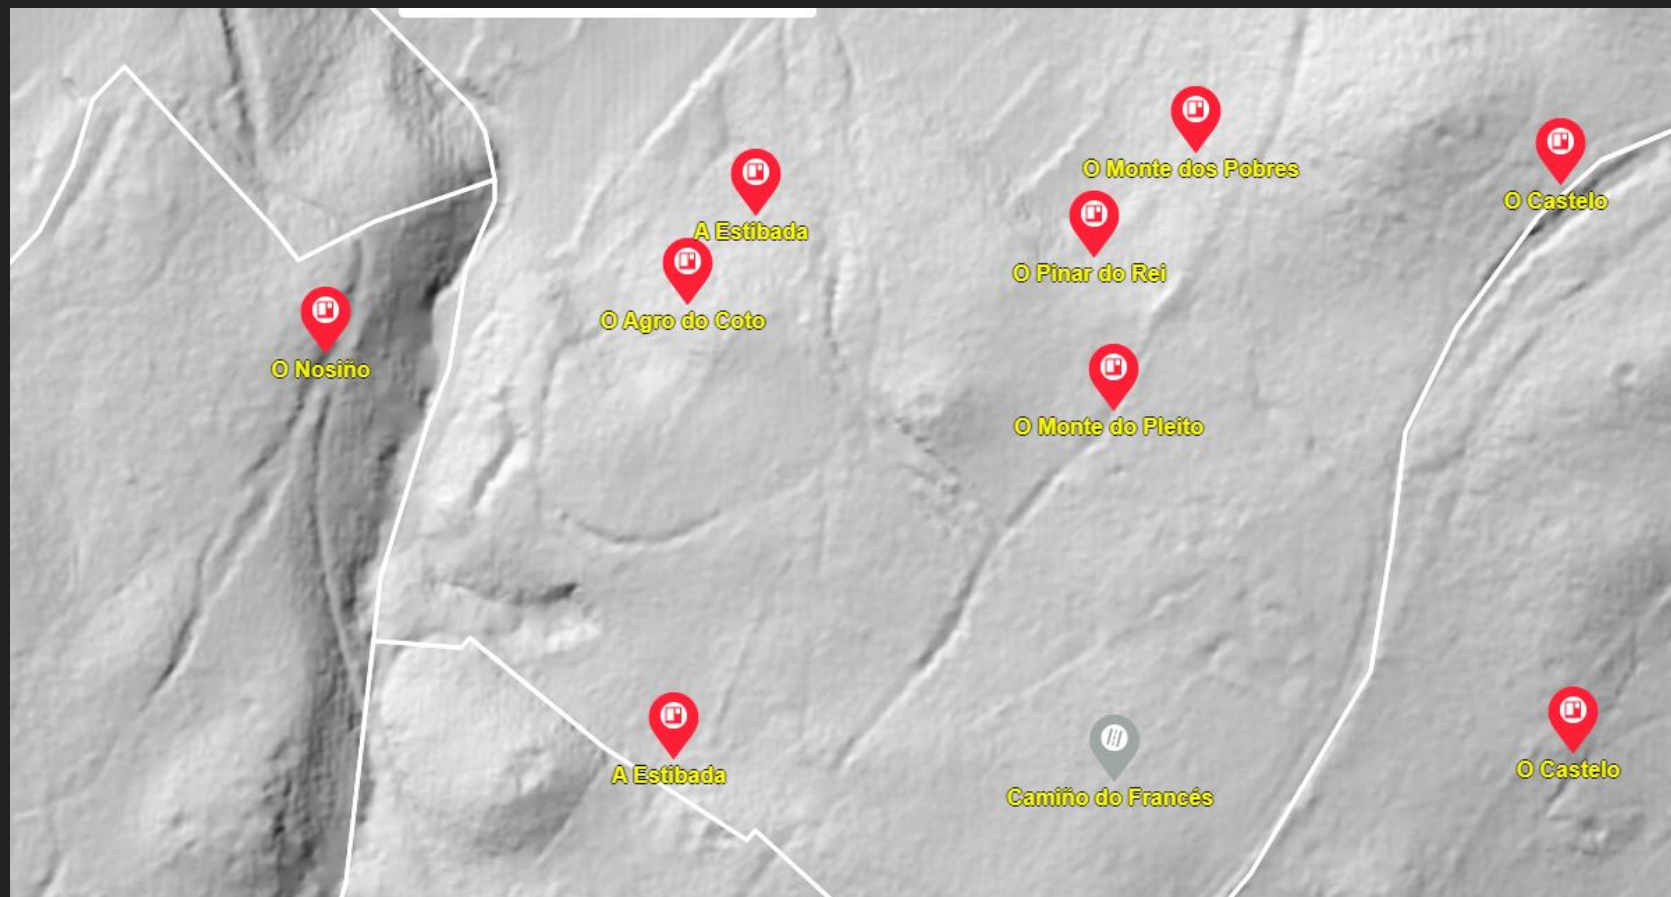 O Monte dos Pobres
O Castelo
A Estibada
O Pinar do Rei
O Agro do Coto
O Nosiño
O Monte do Pleito
A Estibada
O Castelo
Camiño do Francés